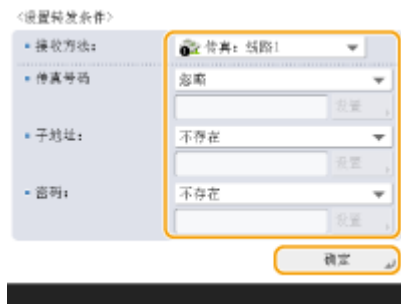 <设置转发条件>
▪ 接收方法：
传真：线路1
▪ 传真号码
忽略
设置
▪ 子地址：
不存在
设置
▪ 密码：
不存在
设置
确定